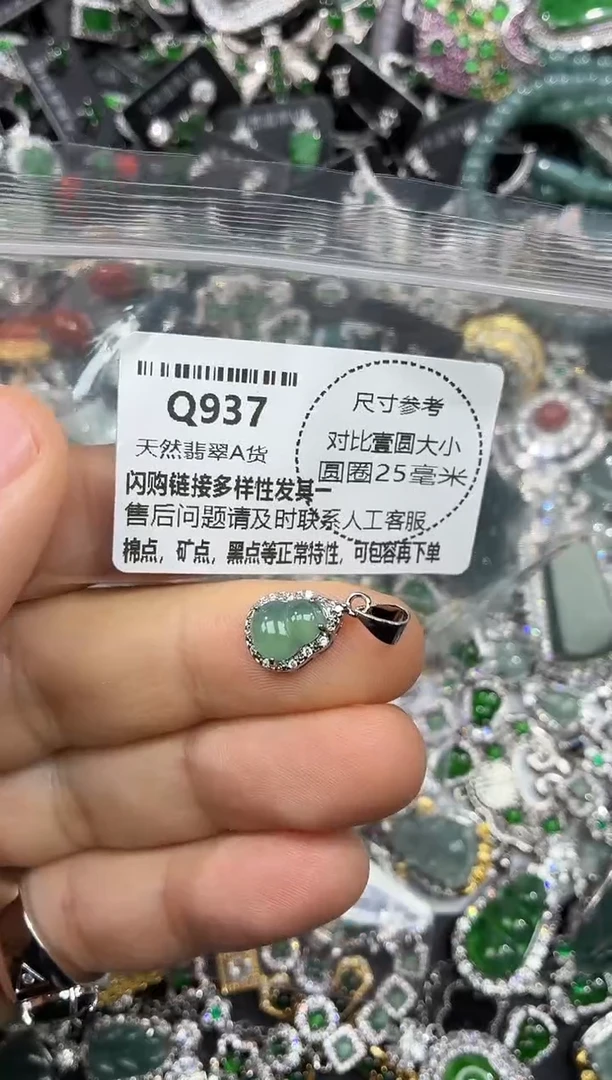 Q937
天然翡翠A货
尺寸参考
对比壹圆大小
圆圈25毫米
闪购链接多样性发其一
售后问题请及时联系人工客服
棉点，矿点，黑点等正常特性，可包容再下单